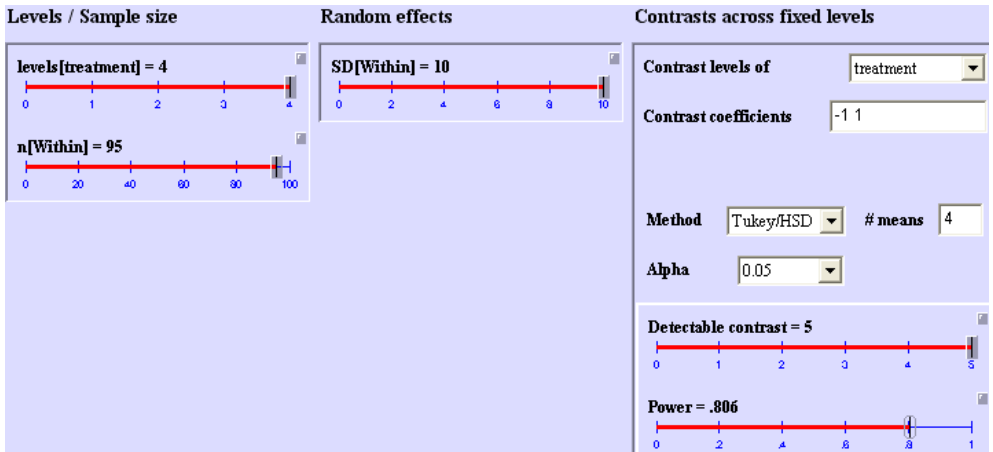 Levels / Sample size
Random effects
Contrasts across fixed levels
levels[treatment] = 4
0 1 2 3 4
n[Within] = 95
0 20 40 60 80 100
SD[Within] = 10
0 2 4 6 8 10
Contrast levels of treatment
Contrast coefficients -1 1
Method Tukey/HSD # means 4
Alpha 0.05
Detectable contrast = 5
0 1 2 3 4 5
Power = .806
0 .2 .4 .6 .8 1